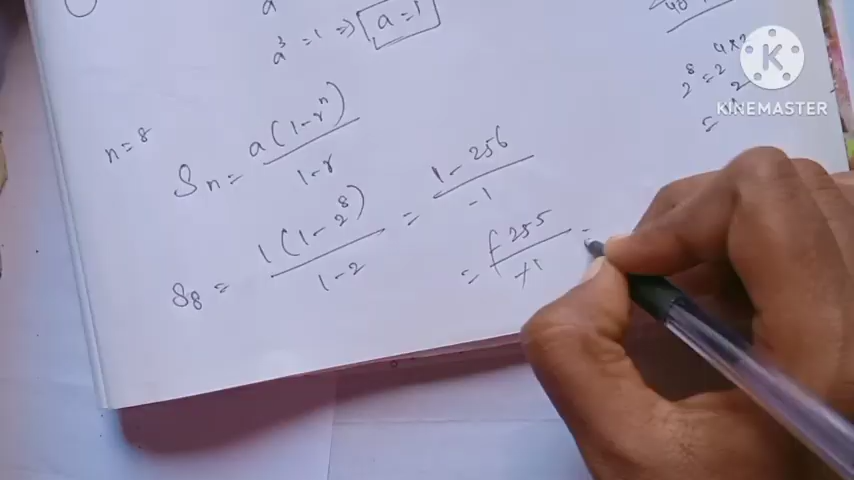 a³ = 1 ⇒ a = 1
n = 8
Sn = a(1-rⁿ) / 1-r
S8 = 1(1-2⁸) / 1-2 = 1-256 / -1
= -255 / -1 =
2⁸ = 2
KINEMASTER